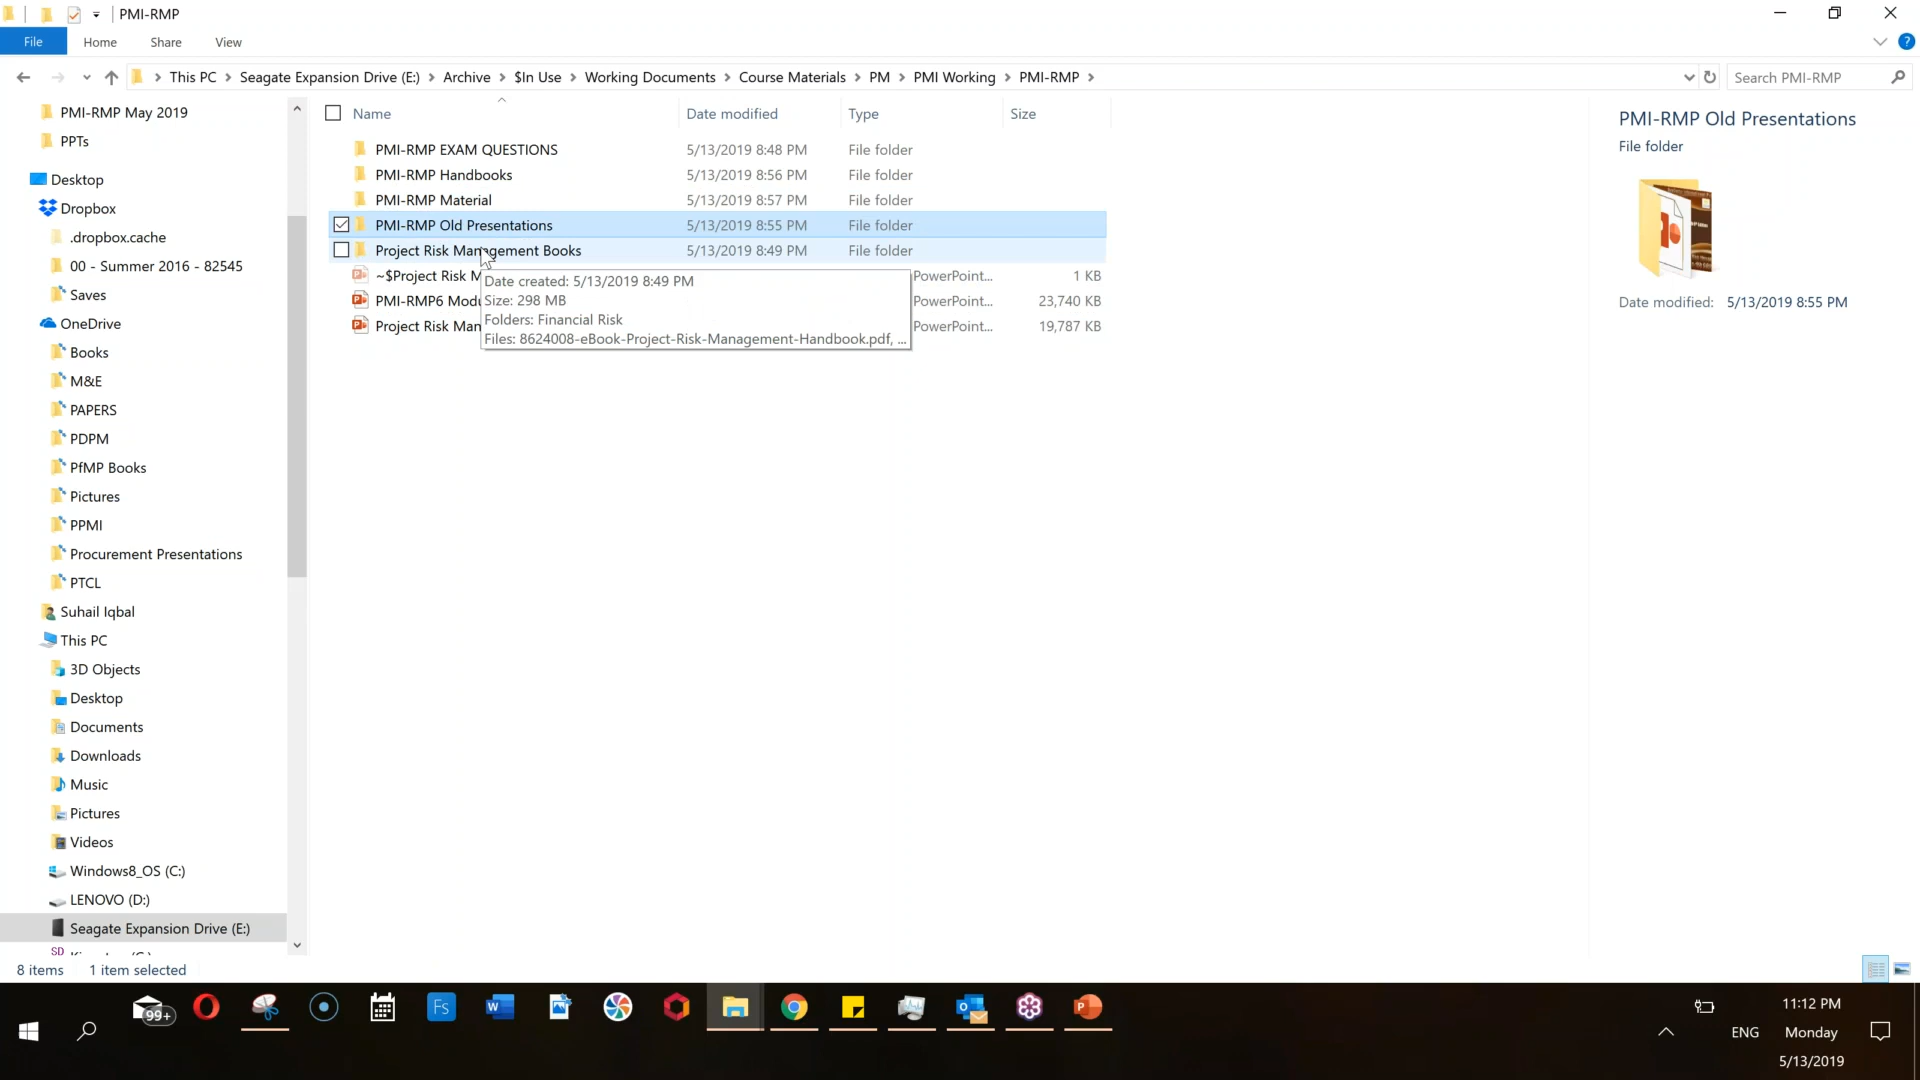 PMI-RMP
File Home Share View
This PC Seagate Expansion Drive (E:) Archive $In Use Working Documents Course Materials PM PMI Working PMI-RMP
Search PMI-RMP
PMI-RMP May 2019
PPTs
Desktop
Dropbox
.dropbox.cache
00 - Summer 2016 - 82545
Saves
OneDrive
Books
M&E
PAPERS
PDPM
PfMP Books
Pictures
PPMI
Procurement Presentations
PTCL
Suhail Iqbal
This PC
3D Objects
Desktop
Documents
Downloads
Music
Pictures
Videos
Windows8_OS (C:)
LENOVO (D:)
Seagate Expansion Drive (E:)
Name Date modified Type Size
PMI-RMP EXAM QUESTIONS 5/13/2019 8:48 PM File folder
PMI-RMP Handbooks 5/13/2019 8:56 PM File folder
PMI-RMP Material 5/13/2019 8:57 PM File folder
PMI-RMP Old Presentations 5/13/2019 8:55 PM File folder
Project Risk Management Books 5/13/2019 8:49 PM File folder
~$Project Risk M PowerPoint... 1 KB
PMI-RMP6 Modu PowerPoint... 23,740 KB
Project Risk Man PowerPoint... 19,787 KB
Date created: 5/13/2019 8:49 PM
Size: 298 MB
Folders: Financial Risk
Files: 8624008-eBook-Project-Risk-Management-Handbook.pdf, ...
PMI-RMP Old Presentations
File folder
Date modified: 5/13/2019 8:55 PM
8 items 1 item selected
99+
Fs
ENG
11:12 PM
Monday
5/13/2019